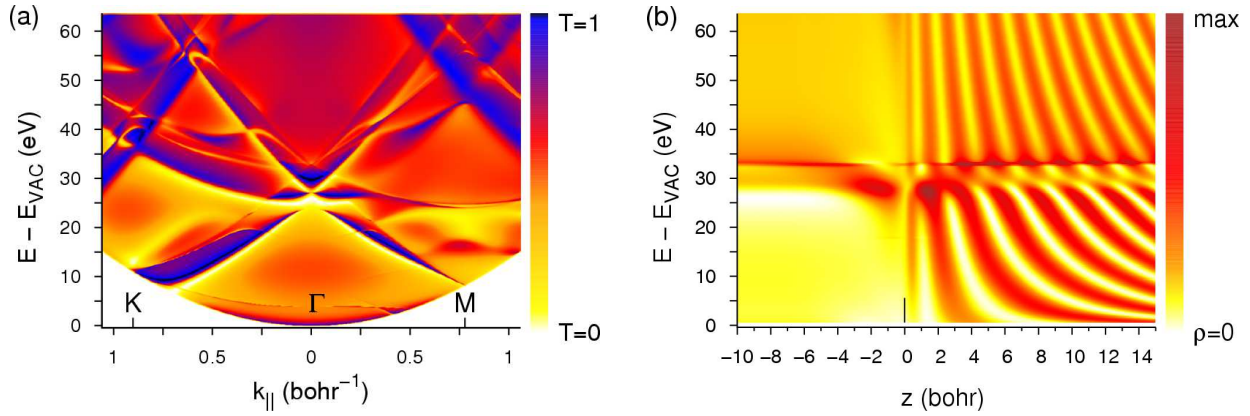 (a)
T=1
T=0
60
50
40
30
20
10
0
E – E_VAC (eV)
K Γ M
1 0.5 0 0.5 1
k_|| (bohr⁻¹)
(b)
max
ρ=0
60
50
40
30
20
10
0
E – E_VAC (eV)
−10 −8 −6 −4 −2 0 2 4 6 8 10 12 14
z (bohr)